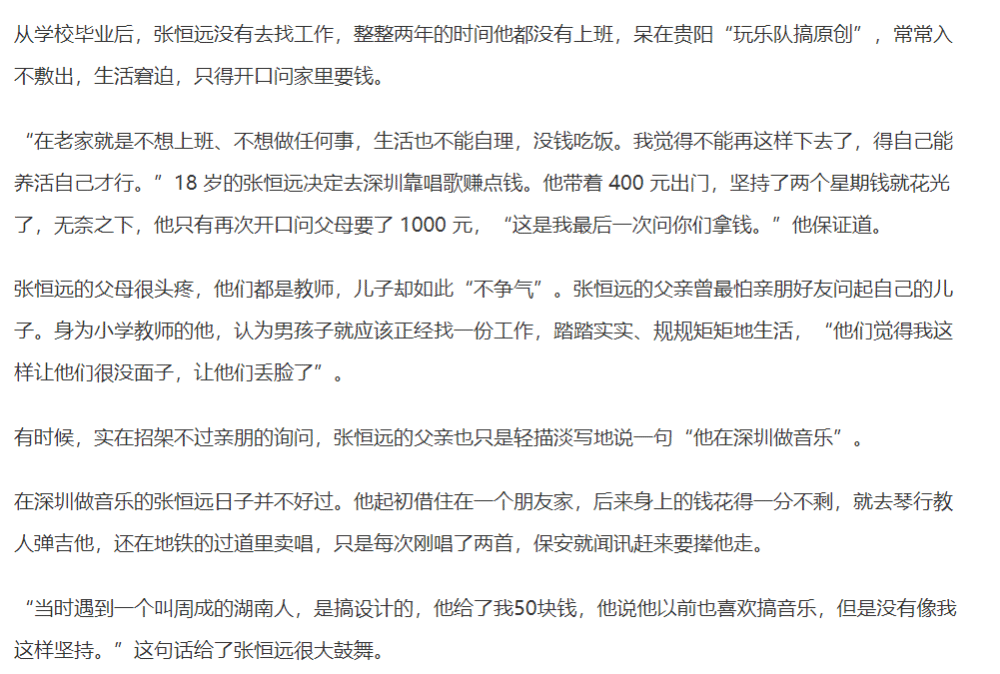 从学校毕业后，张恒远没有去找工作，整整两年的时间他都没有上班，呆在贵阳“玩乐队搞原创”，常常入
不敷出，生活窘迫，只得开口问家里要钱。
“在老家就是不想上班、不想做任何事，生活也不能自理，没钱吃饭。我觉得不能再这样下去了，得自己能
养活自己才行。”18 岁的张恒远决定去深圳靠唱歌赚点钱。他带着 400 元出门，坚持了两个星期钱就花光
了，无奈之下，他只有再次开口问父母要了 1000 元，“这是我最后一次问你们拿钱。”他保证道。
张恒远的父母很头疼，他们都是教师，儿子却如此“不争气”。张恒远的父亲曾最怕亲朋好友问起自己的儿
子。身为小学教师的他，认为男孩子就应该正经找一份工作，踏踏实实、规规矩矩地生活，“他们觉得我这
样让他们很没面子，让他们丢脸了”。
有时候，实在招架不过亲朋的询问，张恒远的父亲也只是轻描淡写地说一句“他在深圳做音乐”。
在深圳做音乐的张恒远日子并不好过。他起初借住在一个朋友家，后来身上的钱花得一分不剩，就去琴行教
人弹吉他，还在地铁的过道里卖唱，只是每次刚唱了两首，保安就闻讯赶来要撵他走。
“当时遇到一个叫周成的湖南人，是搞设计的，他给了我50块钱，他说他以前也喜欢搞音乐，但是没有像我
这样坚持。”这句话给了张恒远很大鼓舞。